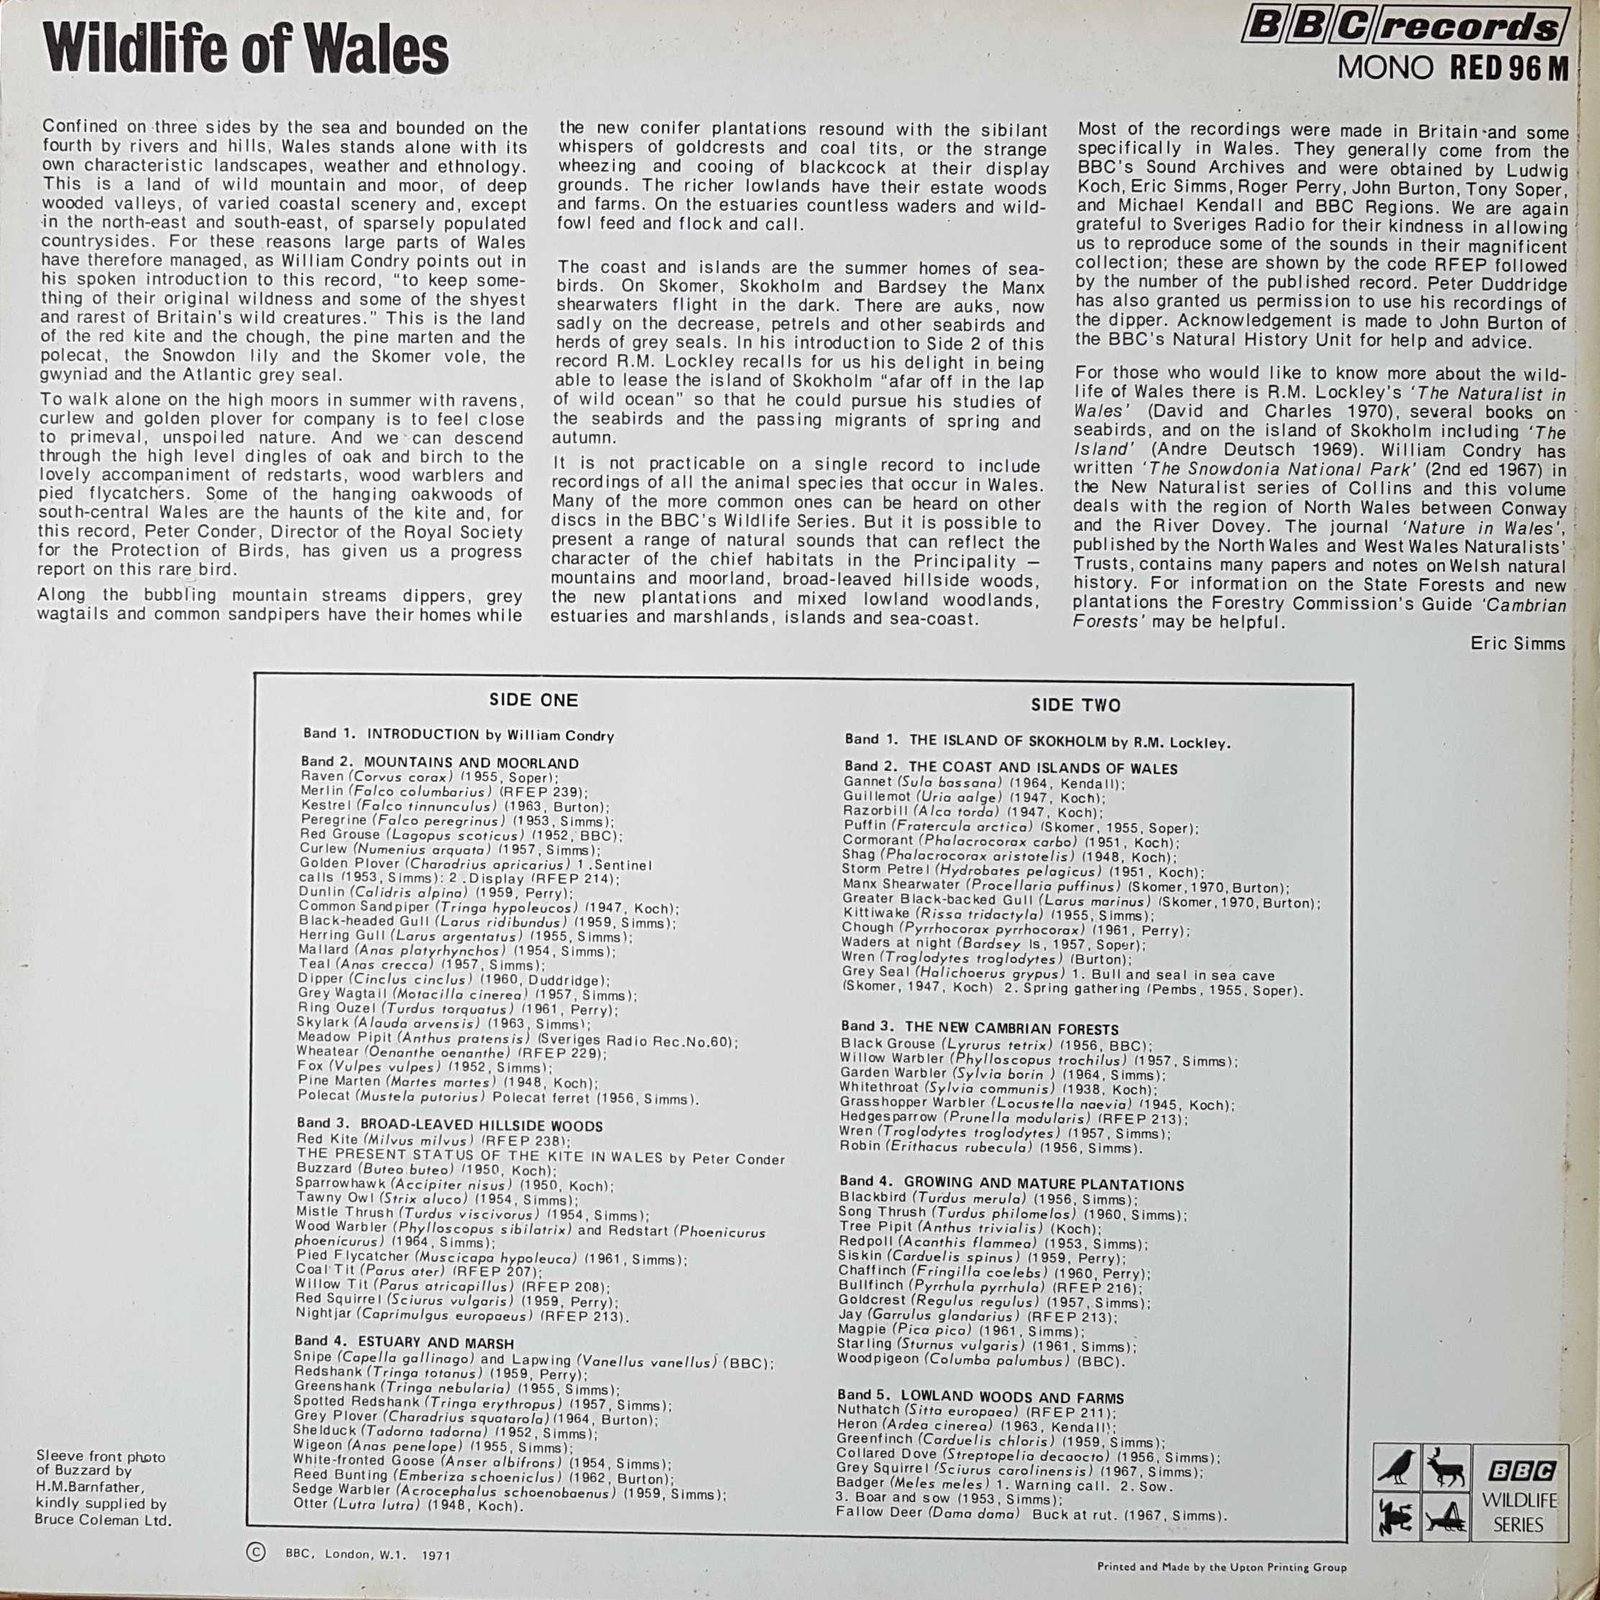 Wildlife of Wales
BBC records
MONO RED 96 M
Confined on three sides by the sea and bounded on the
fourth by rivers and hills, Wales stands alone with its
own characteristic landscapes, weather and ethnology.
This is a land of wild mountain and moor, of deep
wooded valleys, of varied coastal scenery and, except
in the north-east and south-east, of sparsely populated
countrysides. For these reasons large parts of Wales
have therefore managed, as William Condry points out in
his spoken introduction to this record, "to keep some-
thing of their original wildness and some of the shyest
and rarest of Britain's wild creatures." This is the land
of the red kite and the chough, the pine marten and the
polecat, the Snowdon lily and the Skomer vole, the
gwyniad and the Atlantic grey seal.
To walk alone on the high moors in summer with ravens,
curlew and golden plover for company is to feel close
to primeval, unspoiled nature. And we can descend
through the high level dingles of oak and birch to the
lovely accompaniment of redstarts, wood warblers and
pied flycatchers. Some of the hanging oakwoods of
south-central Wales are the haunts of the kite and, for
this record, Peter Conder, Director of the Royal Society
for the Protection of Birds, has given us a progress
report on this rare bird.
Along the bubbling mountain streams dippers, grey
wagtails and common sandpipers have their homes while
the new conifer plantations resound with the sibilant
whispers of goldcrests and coal tits, or the strange
wheezing and cooing of blackcock at their display
grounds. The richer lowlands have their estate woods
and farms. On the estuaries countless waders and wild-
fowl feed and flock and call.
The coast and islands are the summer homes of sea-
birds. On Skomer, Skokholm and Bardsey the Manx
shearwaters flight in the dark. There are auks, now
sadly on the decrease, petrels and other seabirds and
herds of grey seals. In his introduction to Side 2 of this
record R.M. Lockley recalls for us his delight in being
able to lease the island of Skokholm "afar off in the lap
of wild ocean" so that he could pursue his studies of
the seabirds and the passing migrants of spring and
autumn.
It is not practicable on a single record to include
recordings of all the animal species that occur in Wales.
Many of the more common ones can be heard on other
discs in the BBC's Wildlife Series. But it is possible to
present a range of natural sounds that can reflect the
character of the chief habitats in the Principality –
mountains and moorland, broad-leaved hillside woods,
the new plantations and mixed lowland woodlands,
estuaries and marshlands, islands and sea-coast.
Most of the recordings were made in Britain and some
specifically in Wales. They generally come from the
BBC's Sound Archives and were obtained by Ludwig
Koch, Eric Simms, Roger Perry, John Burton, Tony Soper,
and Michael Kendall and BBC Regions. We are again
grateful to Sveriges Radio for their kindness in allowing
us to reproduce some of the sounds in their magnificent
collection; these are shown by the code RFEP followed
by the number of the published record. Peter Duddridge
has also granted us permission to use his recordings of
the dipper. Acknowledgement is made to John Burton of
the BBC's Natural History Unit for help and advice.
For those who would like to know more about the wild-
life of Wales there is R.M. Lockley's 'The Naturalist in
Wales' (David and Charles 1970), several books on
seabirds, and on the island of Skokholm including 'The
Island' (Andre Deutsch 1969). William Condry has
written 'The Snowdonia National Park' (2nd ed 1967) in
the New Naturalist series of Collins and this volume
deals with the region of North Wales between Conway
and the River Dovey. The journal 'Nature in Wales',
published by the North Wales and West Wales Naturalists'
Trusts, contains many papers and notes on Welsh natural
history. For information on the State Forests and new
plantations the Forestry Commission's Guide 'Cambrian
Forests' may be helpful.
Eric Simms
SIDE ONE
Band 1. INTRODUCTION by William Condry
Band 2. MOUNTAINS AND MOORLAND
Raven (Corvus corax) (1955, Soper);
Merlin (Falco columbarius) (RFEP 239);
Kestrel (Falco tinnunculus) (1963, Burton);
Peregrine (Falco peregrinus) (1953, Simms);
Red Grouse (Lagopus scoticus) (1952, BBC);
Curlew (Numenius arquata) (1957, Simms);
Golden Plover (Charadrius apricarius) 1. Sentinel
calls (1953, Simms): 2. Display (RFEP 214);
Dunlin (Calidris alpina) (1959, Perry);
Common Sandpiper (Tringa hypoleucos) (1947, Koch);
Black-headed Gull (Larus ridibundus) (1959, Simms);
Herring Gull (Larus argentatus) (1955, Simms);
Mallard (Anas platyrhynchos) (1954, Simms);
Teal (Anas crecca) (1957, Simms);
Dipper (Cinclus cinclus) (1960, Duddridge);
Grey Wagtail (Motacilla cinerea) (1957, Simms);
Ring Ouzel (Turdus torquatus) (1961, Perry);
Skylark (Alauda arvensis) (1963, Simms);
Meadow Pipit (Anthus pratensis) (Sveriges Radio Rec.No.60);
Wheatear (Oenanthe oenanthe) (RFEP 229);
Fox (Vulpes vulpes) (1952, Simms);
Pine Marten (Martes martes) (1948, Koch);
Polecat (Mustela putorius) Polecat ferret (1956, Simms).
Band 3. BROAD-LEAVED HILLSIDE WOODS
Red Kite (Milvus milvus) (RFEP 238);
THE PRESENT STATUS OF THE KITE IN WALES by Peter Conder
Buzzard (Buteo buteo) (1950, Koch);
Sparrowhawk (Accipiter nisus) (1950, Koch);
Tawny Owl (Strix aluco) (1954, Simms);
Mistle Thrush (Turdus viscivorus) (1954, Simms);
Wood Warbler (Phylloscopus sibilatrix) and Redstart (Phoenicurus
phoenicurus) (1964, Simms);
Pied Flycatcher (Muscicapa hypoleuca) (1961, Simms);
Coal Tit (Parus ater) (RFEP 207);
Willow Tit (Parus atricapillus) (RFEP 208);
Red Squirrel (Sciurus vulgaris) (1959, Perry);
Nightjar (Caprimulgus europaeus) (RFEP 213).
Band 4. ESTUARY AND MARSH
Snipe (Capella gallinago) and Lapwing (Vanellus vanellus) (BBC);
Redshank (Tringa totanus) (1959, Perry);
Greenshank (Tringa nebularia) (1955, Simms);
Spotted Redshank (Tringa erythropus) (1957, Simms);
Grey Plover (Charadrius squatarola) (1964, Burton);
Shelduck (Tadorna tadorna) (1952, Simms);
Wigeon (Anas penelope) (1955, Simms);
White-fronted Goose (Anser albifrons) (1954, Simms);
Reed Bunting (Emberiza schoeniclus) (1962, Burton);
Sedge Warbler (Acrocephalus schoenobaenus) (1959, Simms);
Otter (Lutra lutra) (1948, Koch).
SIDE TWO
Band 1. THE ISLAND OF SKOKHOLM by R.M. Lockley.
Band 2. THE COAST AND ISLANDS OF WALES
Gannet (Sula bassana) (1964, Kendall);
Guillemot (Uria aalge) (1947, Koch);
Razorbill (Alca torda) (1947, Koch);
Puffin (Fratercula arctica) (Skomer, 1955, Soper);
Cormorant (Phalacrocorax carbo) (1951, Koch);
Shag (Phalacrocorax aristotelis) (1948, Koch);
Storm Petrel (Hydrobates pelagicus) (1951, Koch);
Manx Shearwater (Procellaria puffinus) (Skomer, 1970, Burton);
Greater Black-backed Gull (Larus marinus) (Skomer, 1970, Burton);
Kittiwake (Rissa tridactyla) (1955, Simms);
Chough (Pyrrhocorax pyrrhocorax) (1961, Perry);
Waders at night (Bardsey Is, 1957, Soper);
Wren (Troglodytes troglodytes) (Burton);
Grey Seal (Halichoerus grypus) 1. Bull and seal in sea cave
(Skomer, 1947, Koch) 2. Spring gathering (Pembs, 1955, Soper).
Band 3. THE NEW CAMBRIAN FORESTS
Black Grouse (Lyrurus tetrix) (1956, BBC);
Willow Warbler (Phylloscopus trochilus) (1957, Simms);
Garden Warbler (Sylvia borin ) (1964, Simms);
Whitethroat (Sylvia communis) (1938, Koch);
Grasshopper Warbler (Locustella naevia) (1945, Koch);
Hedgesparrow (Prunella modularis) (RFEP 213);
Wren (Troglodytes troglodytes) (1957, Simms);
Robin (Erithacus rubecula) (1956, Simms).
Band 4. GROWING AND MATURE PLANTATIONS
Blackbird (Turdus merula) (1956, Simms);
Song Thrush (Turdus philomelos) (1960, Simms);
Tree Pipit (Anthus trivialis) (Koch);
Redpoll (Acanthis flammea) (1953, Simms);
Siskin (Carduelis spinus) (1959, Perry);
Chaffinch (Fringilla coelebs) (1960, Perry);
Bullfinch (Pyrrhula pyrrhula) (RFEP 216);
Goldcrest (Regulus regulus) (1957, Simms);
Jay (Garrulus glandarius) (RFEP 213);
Magpie (Pica pica) (1961, Simms);
Starling (Sturnus vulgaris) (1961, Simms);
Woodpigeon (Columba palumbus) (BBC).
Band 5. LOWLAND WOODS AND FARMS
Nuthatch (Sitta europaea) (RFEP 211);
Heron (Ardea cinerea) (1963, Kendall);
Greenfinch (Carduelis chloris) (1959, Simms);
Collared Dove (Streptopelia decaocto) (1956, Simms);
Grey Squirrel (Sciurus carolinensis) (1967, Simms);
Badger (Meles meles) 1. Warning call. 2. Sow.
3. Boar and sow (1953, Simms);
Fallow Deer (Dama dama) Buck at rut. (1967, Simms).
Sleeve front photo
of Buzzard by
H.M.Barnfather,
kindly supplied by
Bruce Coleman Ltd.
BBC
WILDLIFE
SERIES
© BBC, London, W.1. 1971
Printed and Made by the Upton Printing Group